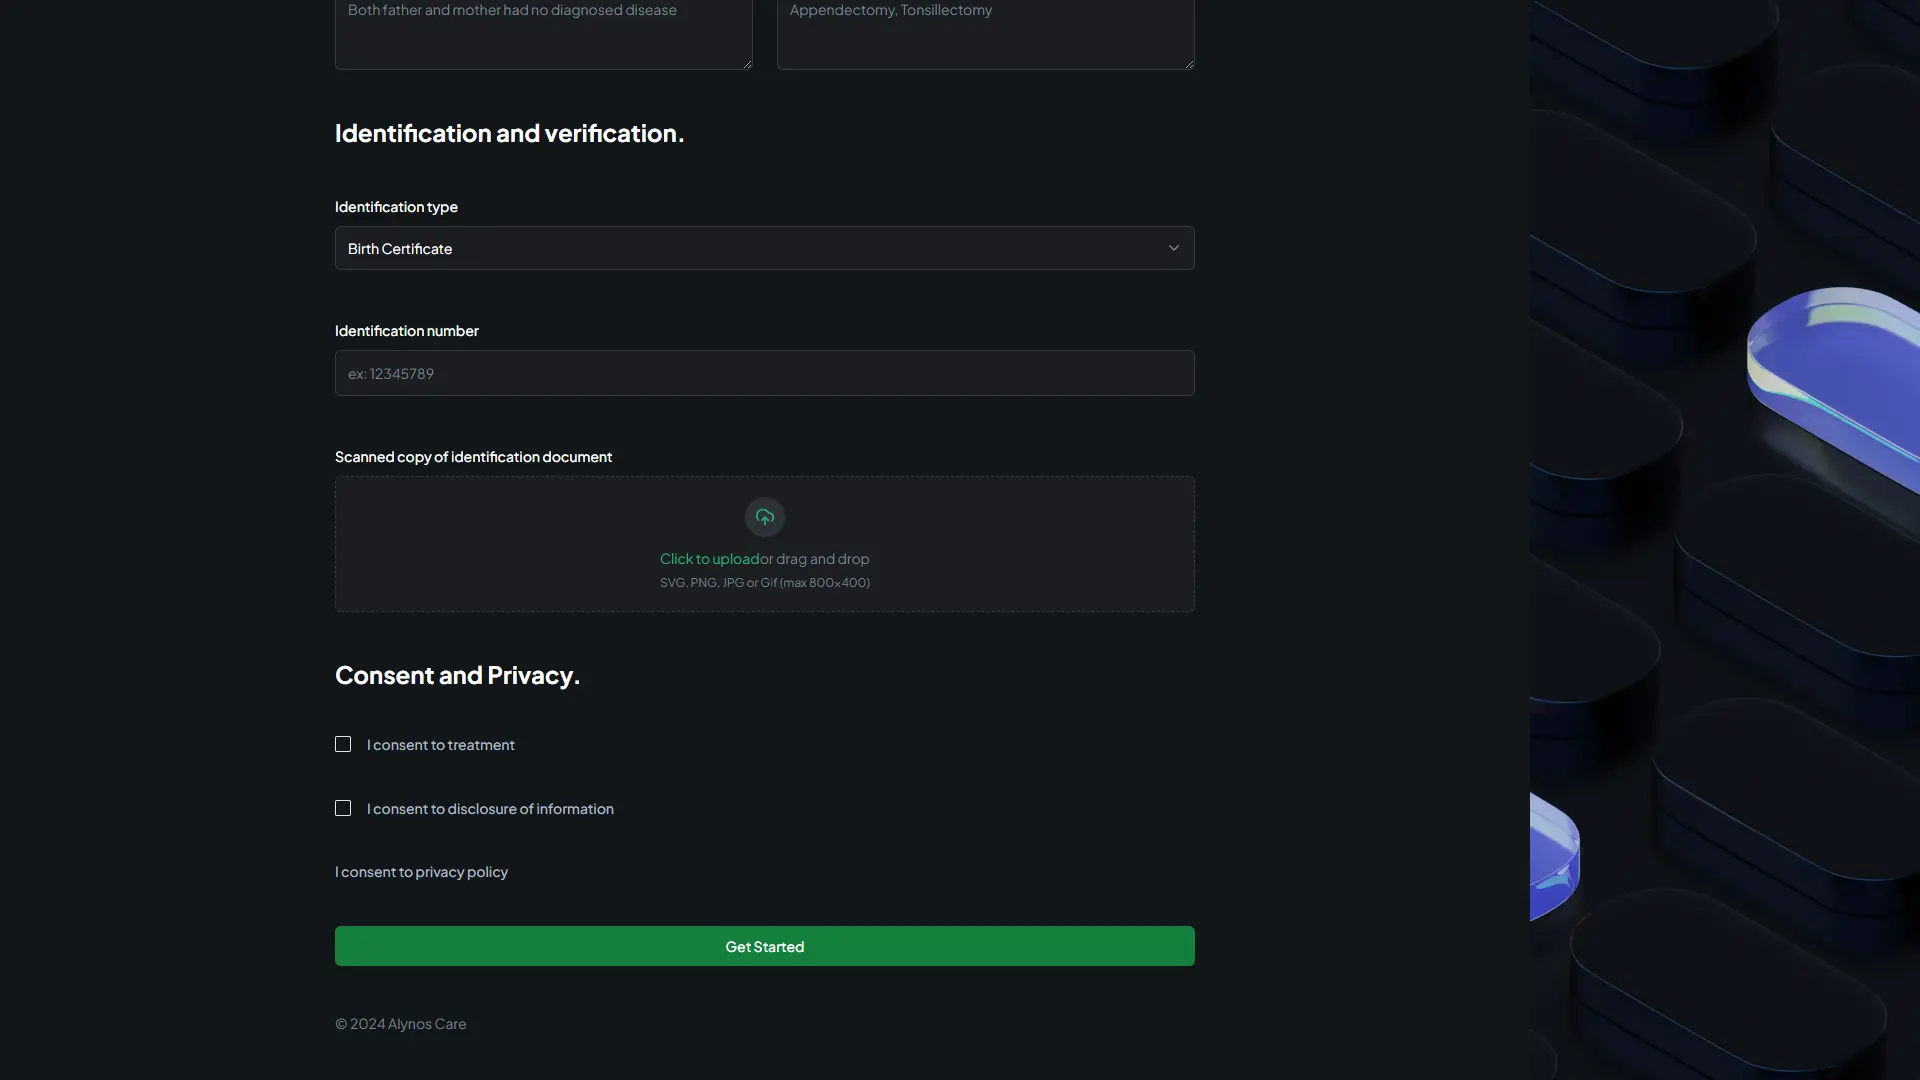 Both father and mother had no diagnosed disease
Appendectomy, Tonsillectomy
Identification and verification.
Identification type
Birth Certificate
Identification number
ex: 12345789
Scanned copy of identification document
Click to uploador drag and drop
SVG, PNG, JPG or Gif (max 800x400)
Consent and Privacy.
I consent to treatment
I consent to disclosure of information
I consent to privacy policy
Get Started
© 2024 Alynos Care